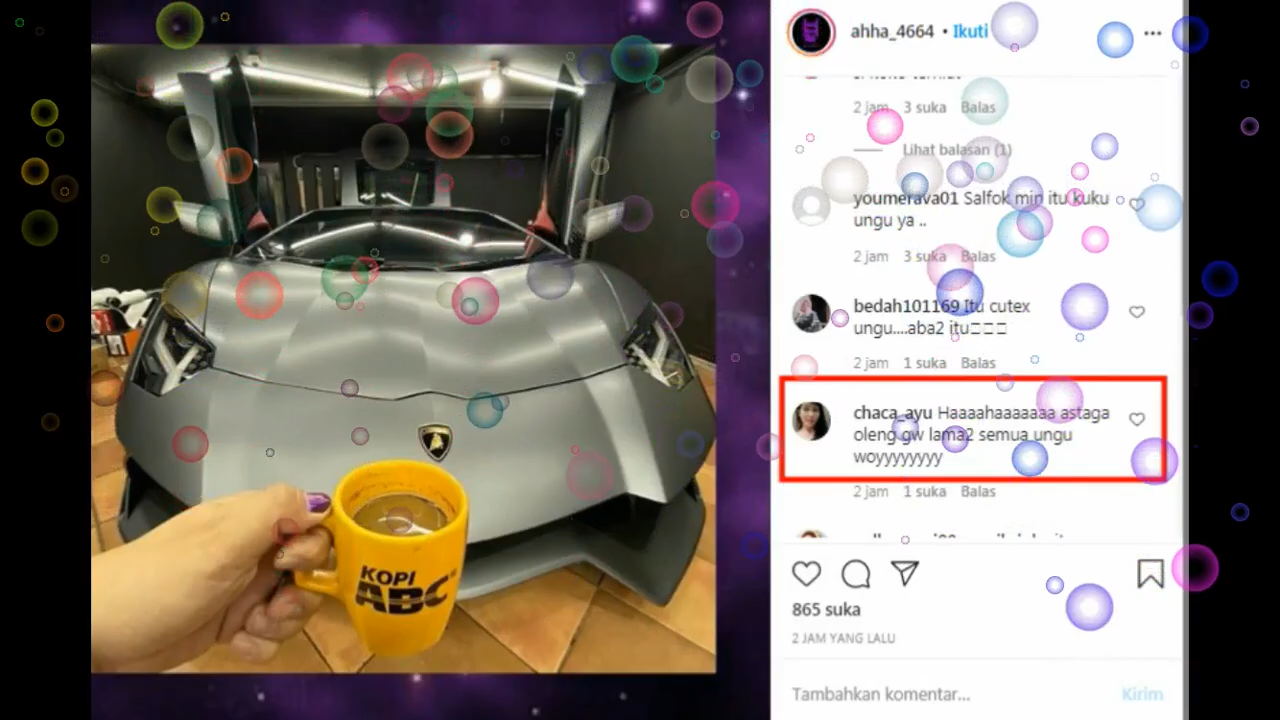 ahha_4664 • Ikuti
2 jam 3 suka Balas
Lihat balasan (1)
youmerava01 Salfok min itu kuku
ungu ya ..
2 jam 3 suka Balas
bedah101169 Itu cutex
ungu....aba2 itu
2 jam 1 suka Balas
chaca_ayu Haaaahaaaaaaa astaga
oleng gw lama2 semua ungu
woyyyyyyyy
2 jam 1 suka Balas
865 suka
2 JAM YANG LALU
Tambahkan komentar...
Kirim
KOPI
ABC